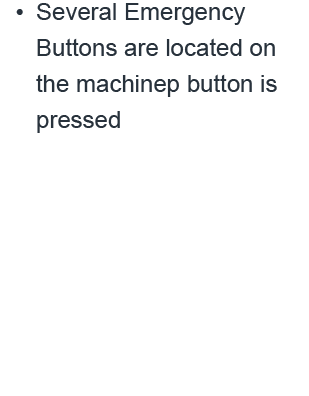 • Several Emergency
Buttons are located on
the machinep button is
pressed